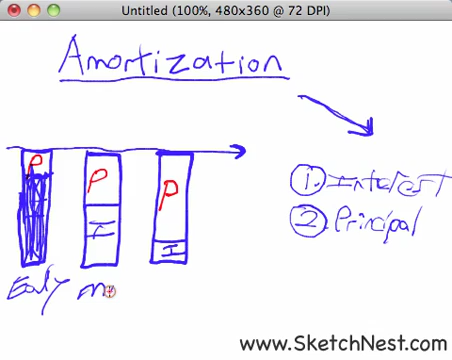 Untitled (100%, 480x360 @ 72 DPI)
Amortization
1. Interest
2 Principal
P P P
I I
Early
www.SketchNest.com